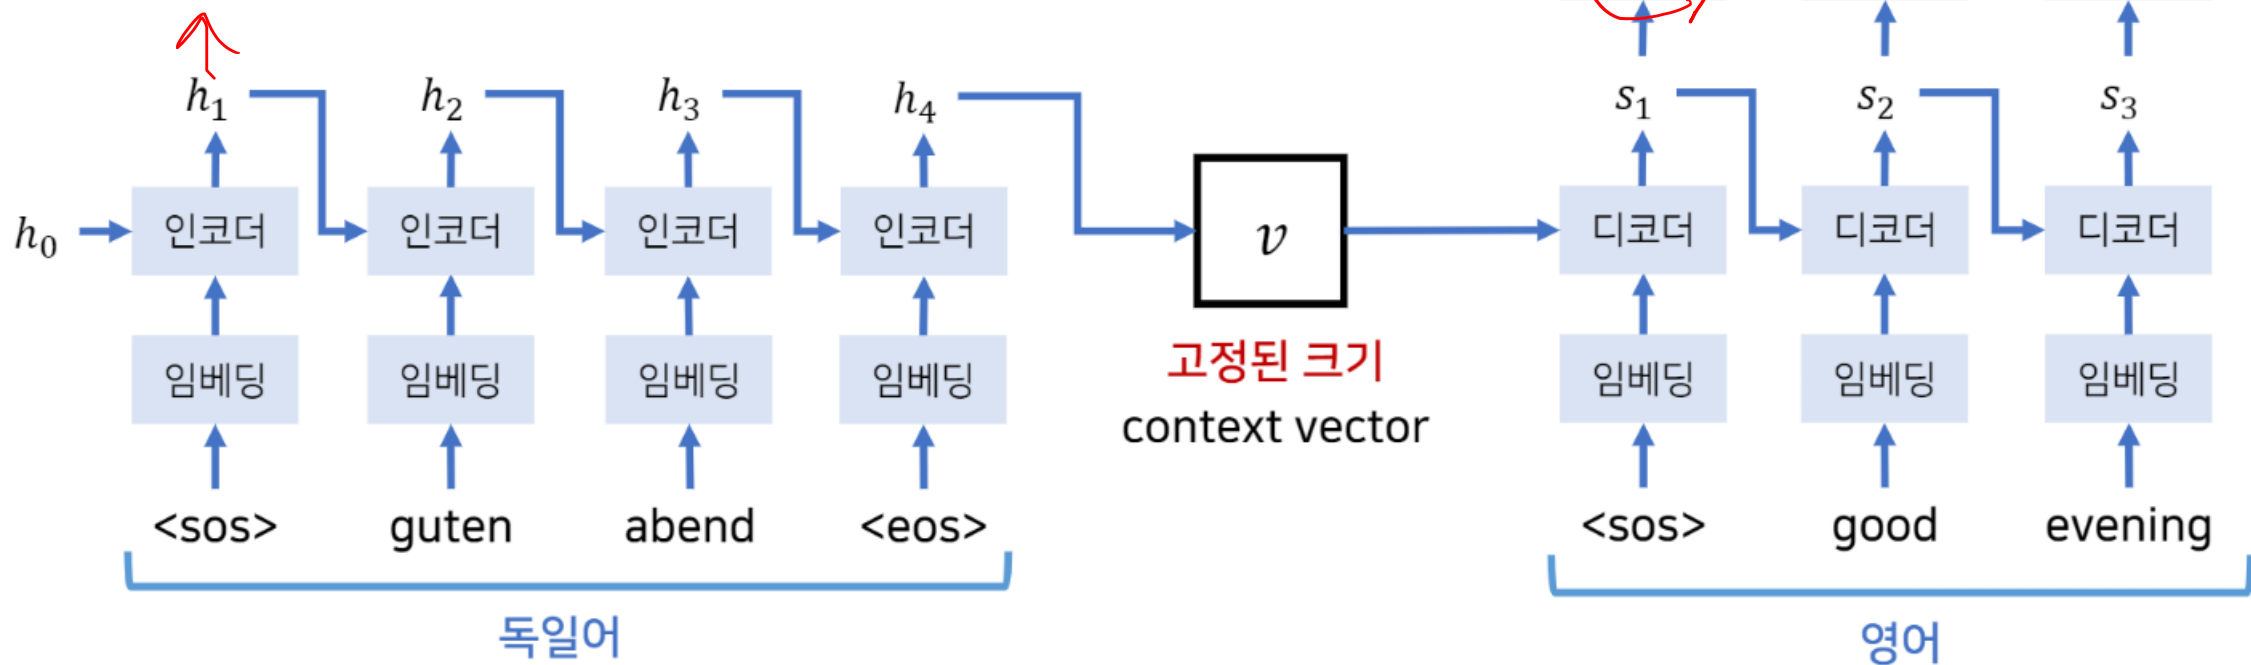 h₁ h₂ h₃ h₄ s₁ s₂ s₃
h₀ 인코더 인코더 인코더 인코더 v 디코더 디코더 디코더
임베딩 임베딩 임베딩 임베딩 고정된 크기 임베딩 임베딩 임베딩
context vector
<sos> guten abend <eos> <sos> good evening
독일어 영어